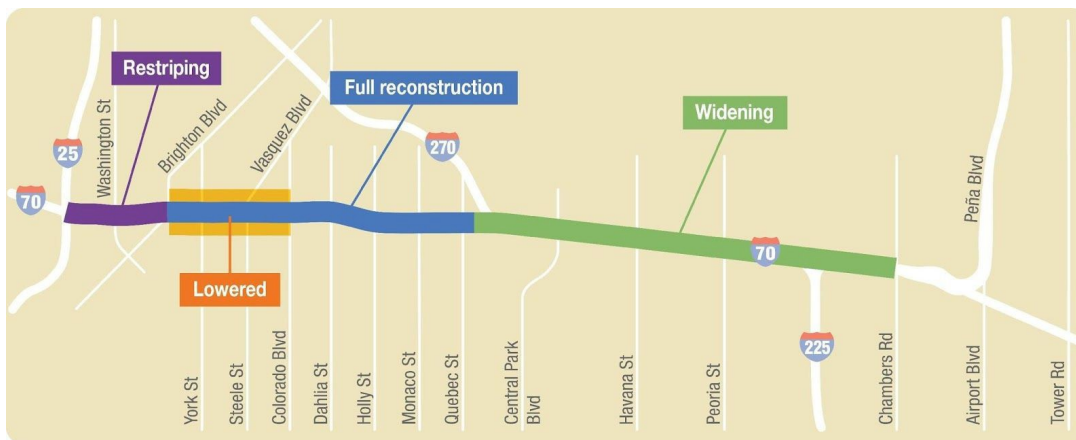 Restriping
Full reconstruction
Widening
Lowered
25
70
270
70
225
Washington St
Brighton Blvd
Vasquez Blvd
Peña Blvd
York St
Steele St
Colorado Blvd
Dahlia St
Holly St
Monaco St
Quebec St
Central Park
Blvd
Havana St
Peoria St
Chambers Rd
Airport Blvd
Tower Rd